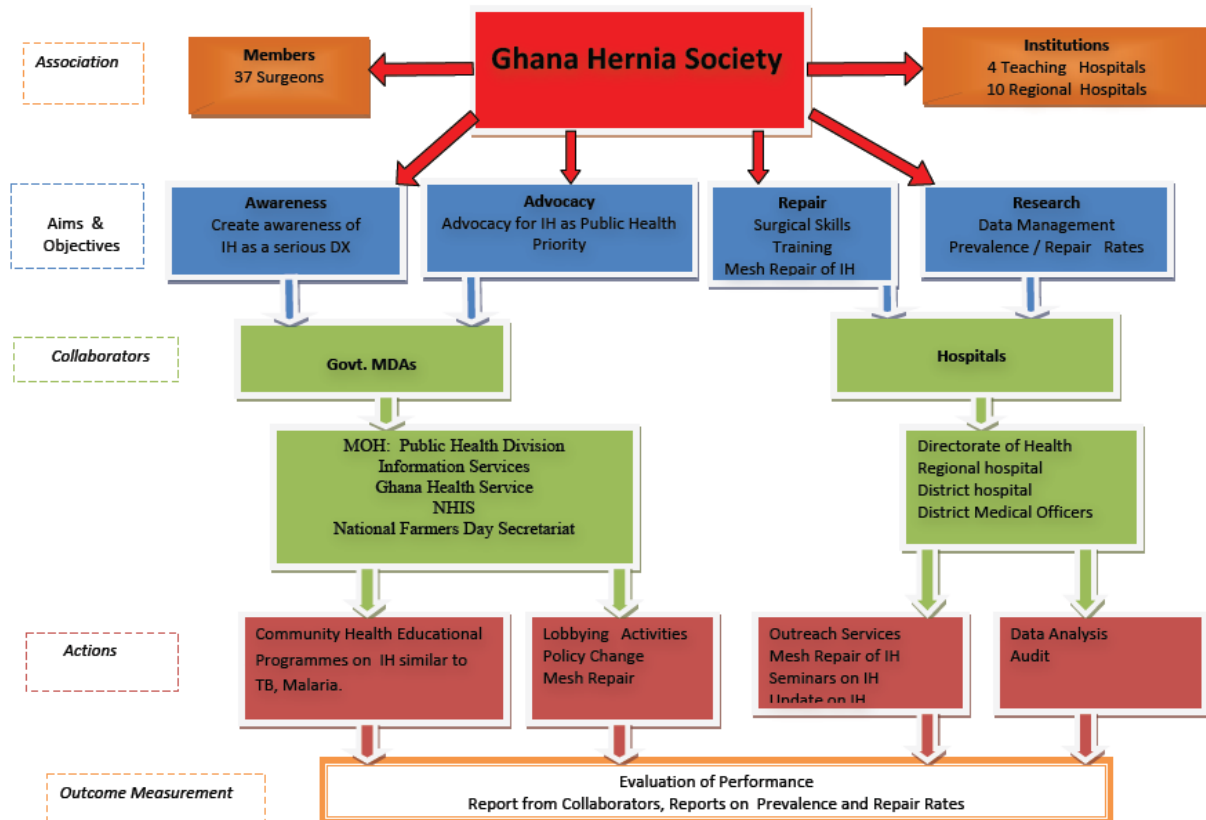 Association
Members
37 Surgeons
Ghana Hernia Society
Institutions
4 Teaching Hospitals
10 Regional Hospitals
Aims &
Objectives
Awareness
Create awareness of
IH as a serious DX
Advocacy
Advocacy for IH as Public Health
Priority
Repair
Surgical Skills
Training
Mesh Repair of IH
Research
Data Management
Prevalence / Repair Rates
Collaborators
Govt. MDAs
Hospitals
MOH: Public Health Division
Information Services
Ghana Health Service
NHIS
National Farmers Day Secretariat
Directorate of Health
Regional hospital
District hospital
District Medical Officers
Actions
Community Health Educational
Programmes on IH similar to
TB, Malaria.
Lobbying Activities
Policy Change
Mesh Repair
Outreach Services
Mesh Repair of IH
Seminars on IH
Update on IH
Data Analysis
Audit
Outcome Measurement
Evaluation of Performance
Report from Collaborators, Reports on Prevalence and Repair Rates